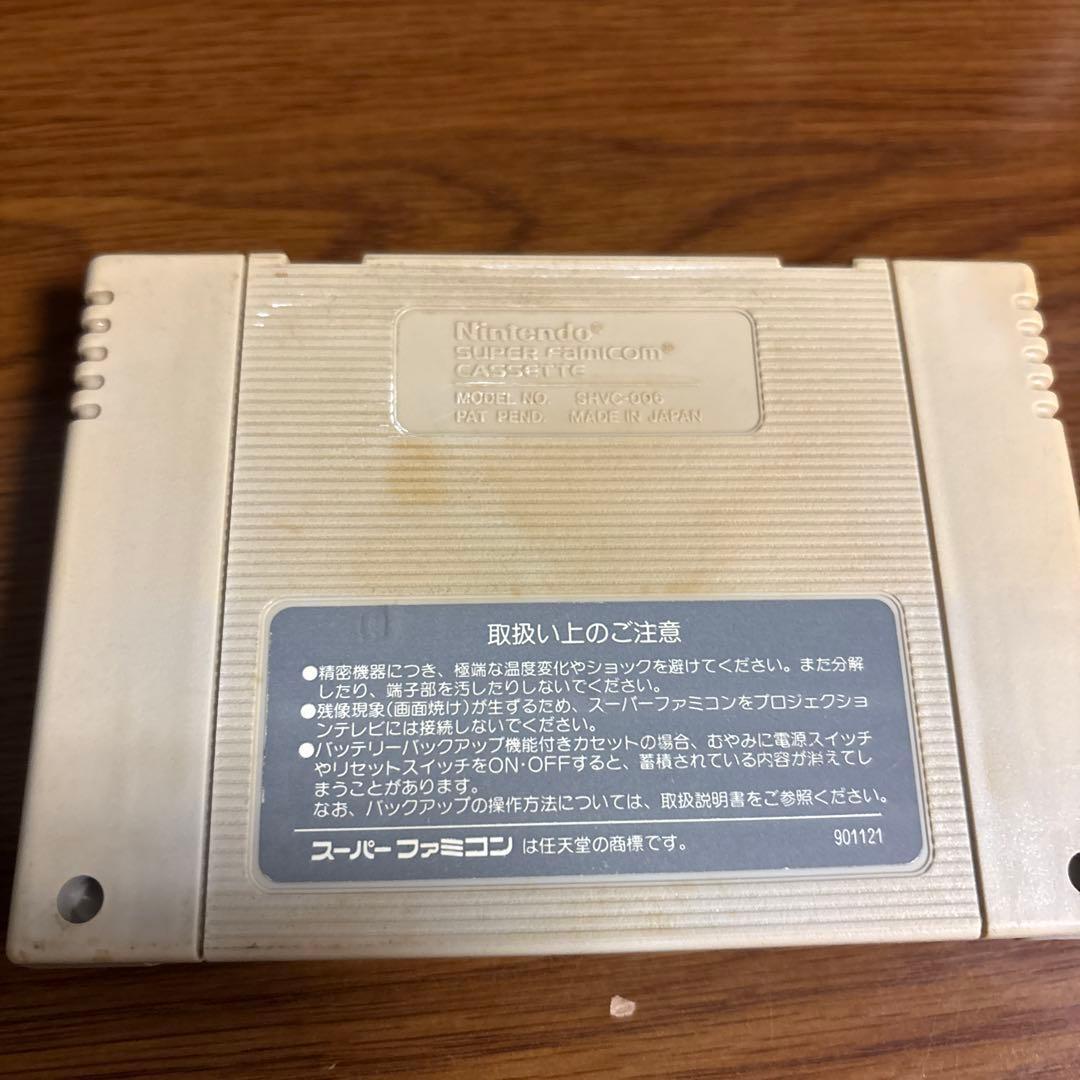 Nintendo®
SUPER Famicom®
CASSETTE
MODEL NO. SHVC-006
PAT PEND. MADE IN JAPAN
取扱い上のご注意
●精密機器につき、極端な温度変化やショックを避けてください。また分解
したり、端子部を汚したりしないでください。
●残像現象(画面焼け)が生ずるため、スーパーファミコンをプロジェクショ
ンテレビには接続しないでください。
●バッテリーバックアップ機能付きカセットの場合、むやみに電源スイッチ
やリセットスイッチをON・OFFすると、蓄積されている内容が消えてし
まうことがあります。
なお、バックアップの操作方法については、取扱説明書をご参照ください。
スーパーファミコン は任天堂の商標です。
901121